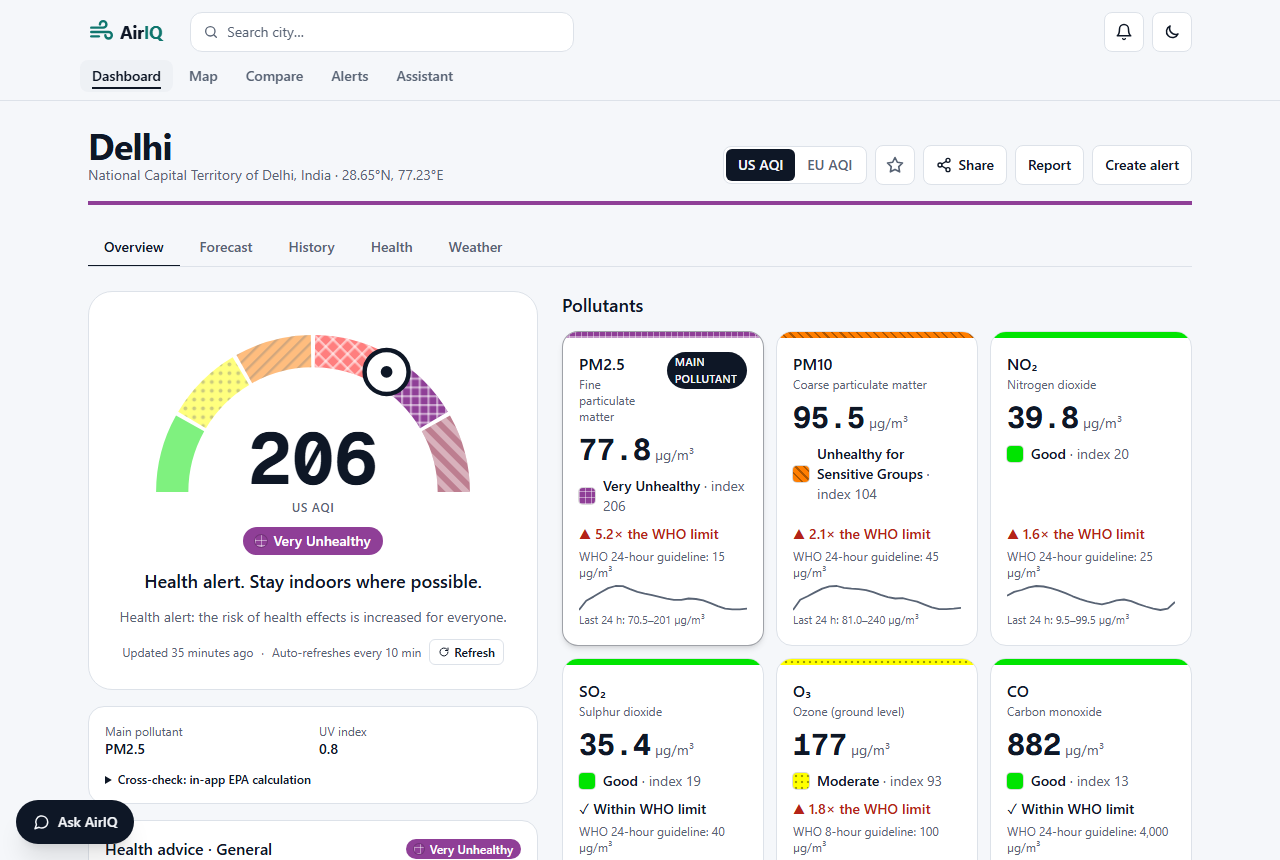 AirIQ
Search city...
Dashboard
Map
Compare
Alerts
Assistant
Delhi
National Capital Territory of Delhi, India · 28.65°N, 77.23°E
US AQI
EU AQI
Share
Report
Create alert
Overview
Forecast
History
Health
Weather
206
US AQI
Very Unhealthy
Health alert. Stay indoors where possible.
Health alert: the risk of health effects is increased for everyone.
Updated 35 minutes ago · Auto-refreshes every 10 min
Refresh
Main pollutant
PM2.5
UV index
0.8
Cross-check: in-app EPA calculation
Ask AirIQ
Health advice · General
Very Unhealthy
Pollutants
PM2.5
MAIN
POLLUTANT
Fine
particulate
matter
77.8 µg/m³
Very Unhealthy · index
206
▲ 5.2× the WHO limit
WHO 24-hour guideline: 15
µg/m³
Last 24 h: 70.5–201 µg/m³
PM10
Coarse particulate matter
95.5 µg/m³
Unhealthy for
Sensitive Groups ·
index 104
▲ 2.1× the WHO limit
WHO 24-hour guideline: 45
µg/m³
Last 24 h: 81.0–240 µg/m³
NO₂
Nitrogen dioxide
39.8 µg/m³
Good · index 20
▲ 1.6× the WHO limit
WHO 24-hour guideline: 25
µg/m³
Last 24 h: 9.5–99.5 µg/m³
SO₂
Sulphur dioxide
35.4 µg/m³
Good · index 19
✓ Within WHO limit
WHO 24-hour guideline: 40
µg/m³
O₃
Ozone (ground level)
177 µg/m³
Moderate · index 93
▲ 1.8× the WHO limit
WHO 8-hour guideline: 100
µg/m³
CO
Carbon monoxide
882 µg/m³
Good · index 13
✓ Within WHO limit
WHO 24-hour guideline: 4,000
µg/m³